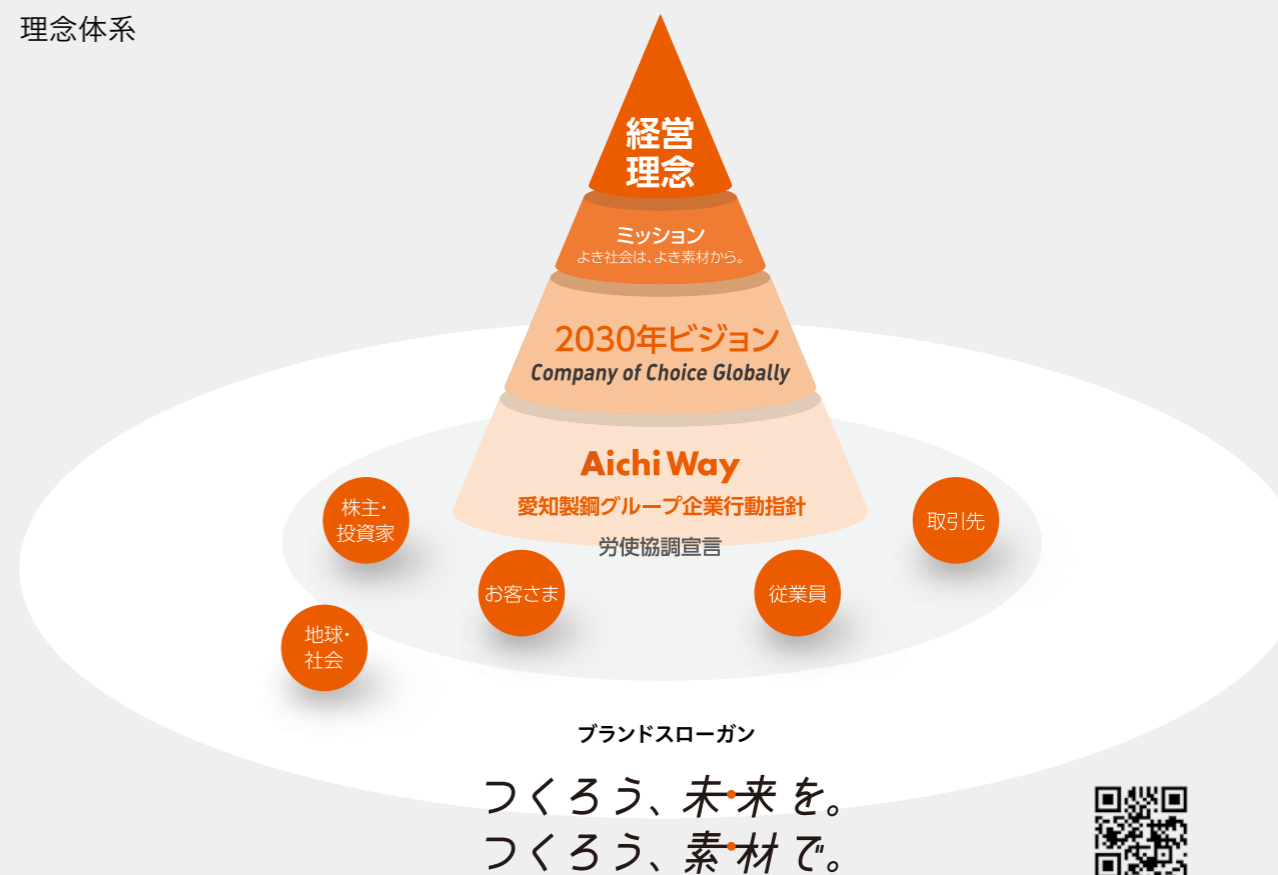 理念体系
経営
理念
ミッション
よき社会は、よき素材から。
2030年ビジョン
Company of Choice Globally
Aichi Way
愛知製鋼グループ企業行動指針
労使協調宣言
株主・
投資家
お客さま
従業員
取引先
地球・
社会
ブランドスローガン
つくろう、未来を。
つくろう、素材で。